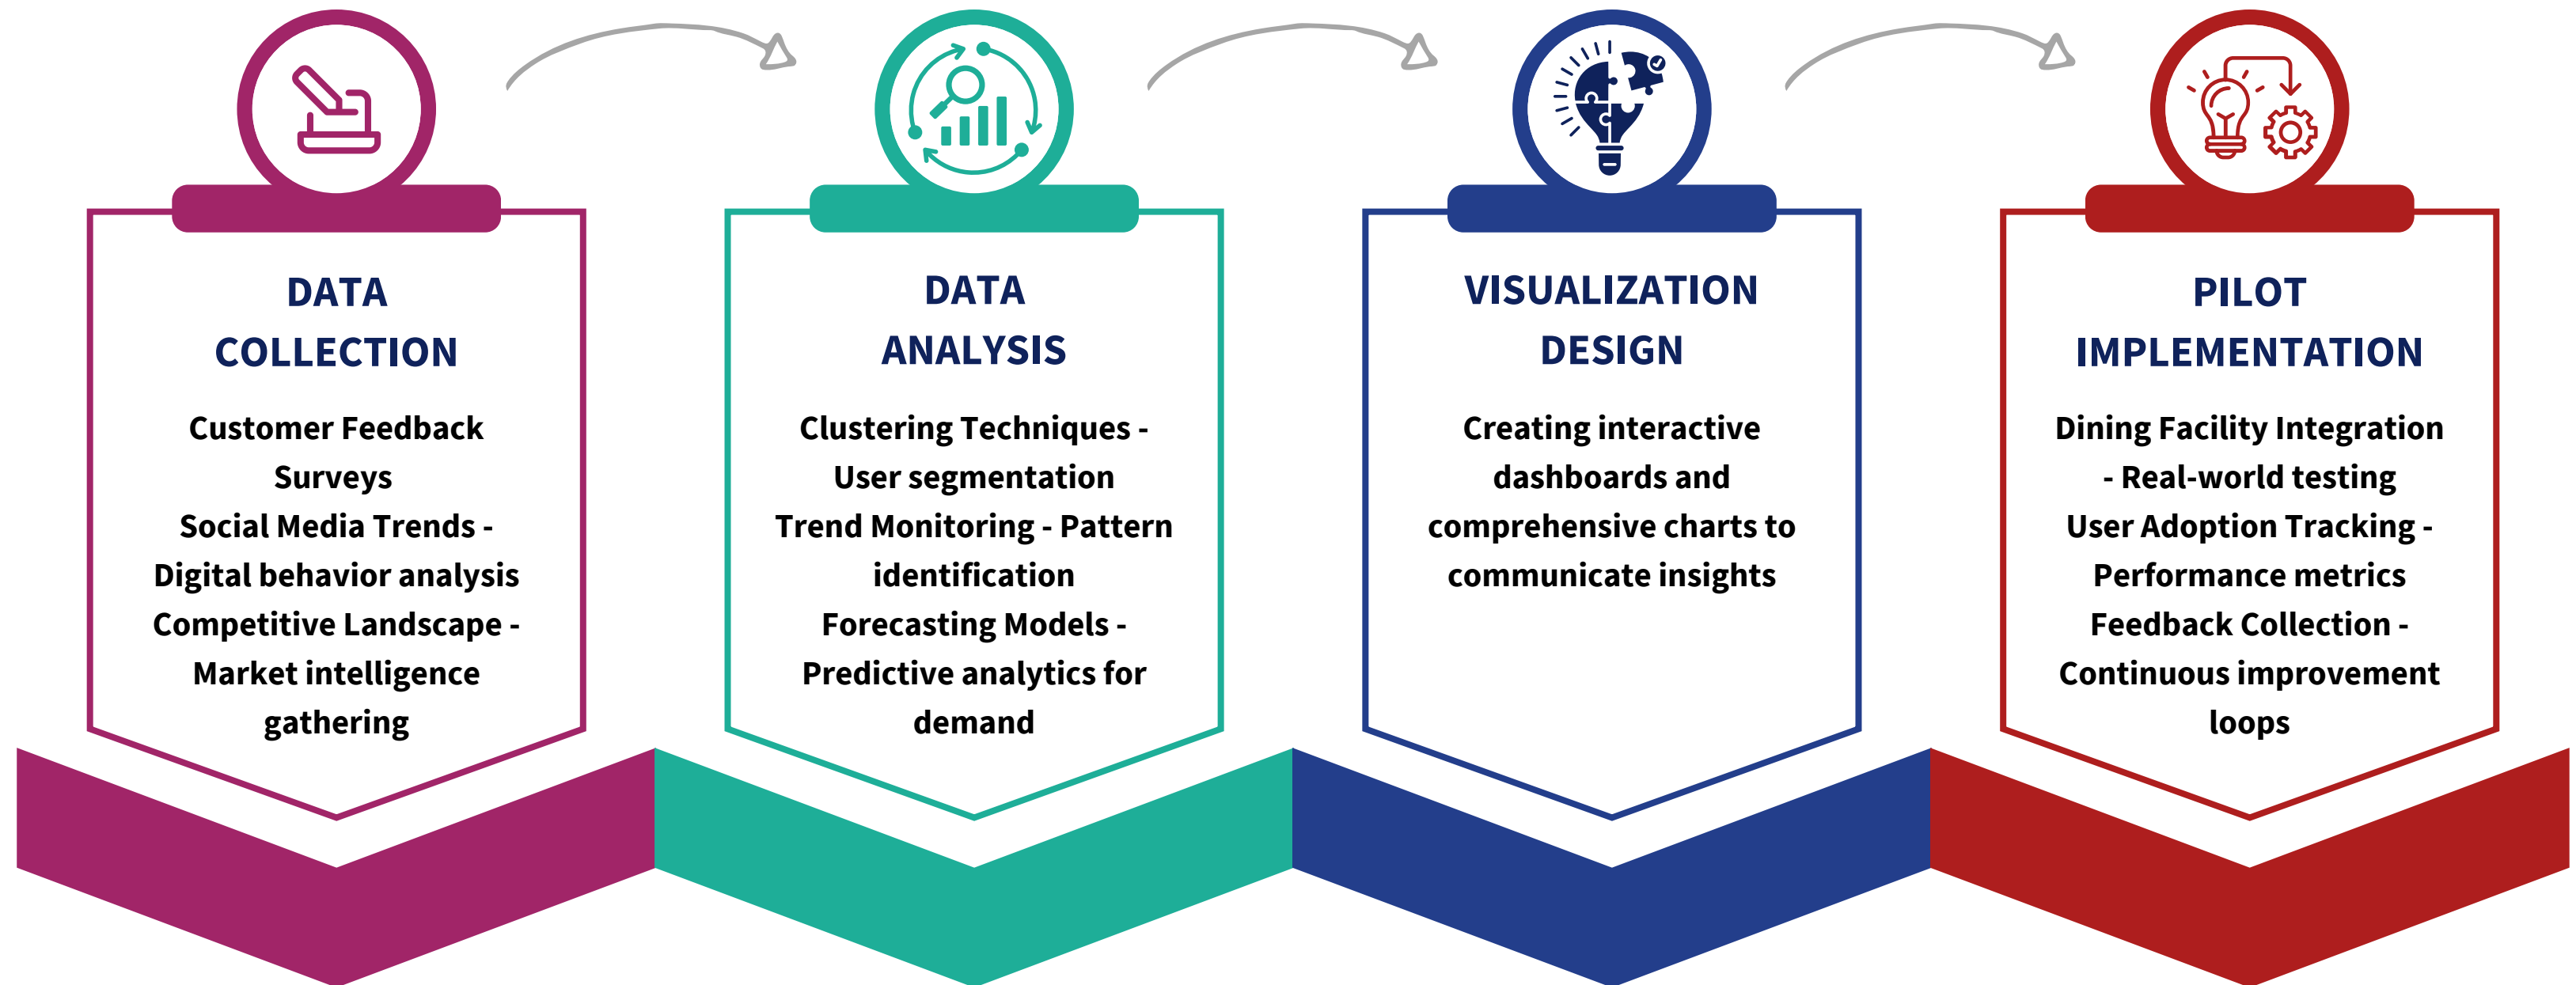 DATA
COLLECTION
Customer Feedback
Surveys
Social Media Trends -
Digital behavior analysis
Competitive Landscape -
Market intelligence
gathering
DATA
ANALYSIS
Clustering Techniques -
User segmentation
Trend Monitoring - Pattern
identification
Forecasting Models -
Predictive analytics for
demand
VISUALIZATION
DESIGN
Creating interactive
dashboards and
comprehensive charts to
communicate insights
PILOT
IMPLEMENTATION
Dining Facility Integration
- Real-world testing
User Adoption Tracking -
Performance metrics
Feedback Collection -
Continuous improvement
loops